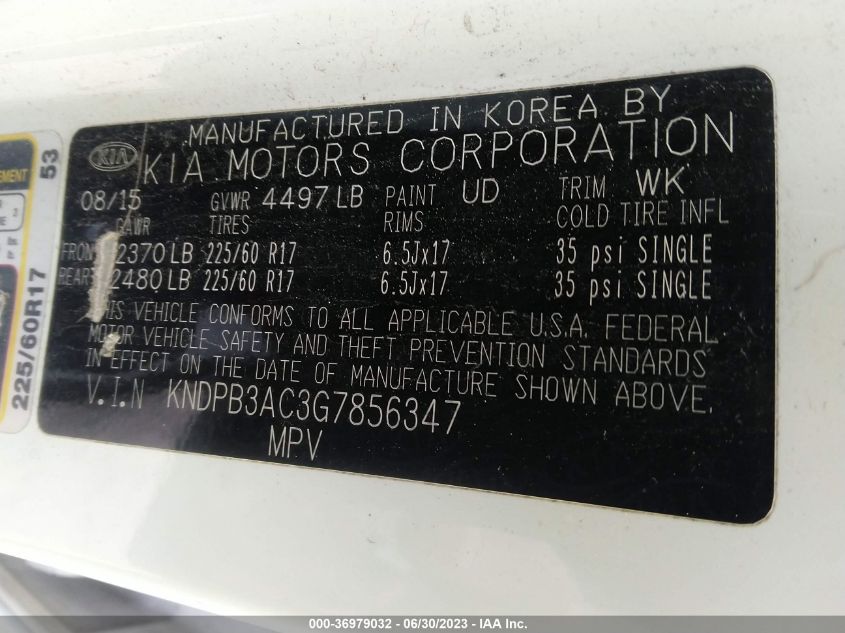 MANUFACTURED IN KOREA BY
KIA KIA MOTORS CORPORATION
08/15 GVWR 4497 LB PAINT UD TRIM WK
GAWR TIRES RIMS COLD TIRE INFL
FRONT 2370 LB 225/60 R17 6.5Jx17 35 psi SINGLE
REAR 2480 LB 225/60 R17 6.5Jx17 35 psi SINGLE
THIS VEHICLE CONFORMS TO ALL APPLICABLE U.S.A. FEDERAL
MOTOR VEHICLE SAFETY AND THEFT PREVENTION STANDARDS
IN EFFECT ON THE DATE OF MANUFACTURE SHOWN ABOVE.
V.I.N KNDPB3AC3G7856347
MPV
53
225/60R17
000-36979032 - 06/30/2023 - IAA Inc.